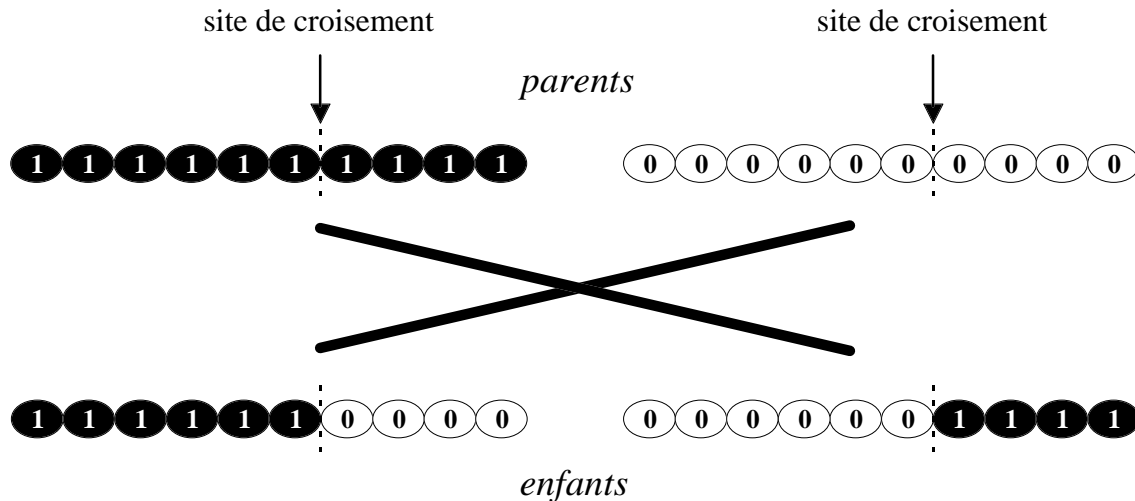 site de croisement site de croisement
parents
1 1 1 1 1 1 1 1 1 1 0 0 0 0 0 0 0 0 0 0
1 1 1 1 1 1 0 0 0 0 0 0 0 0 0 0 1 1 1 1
enfants